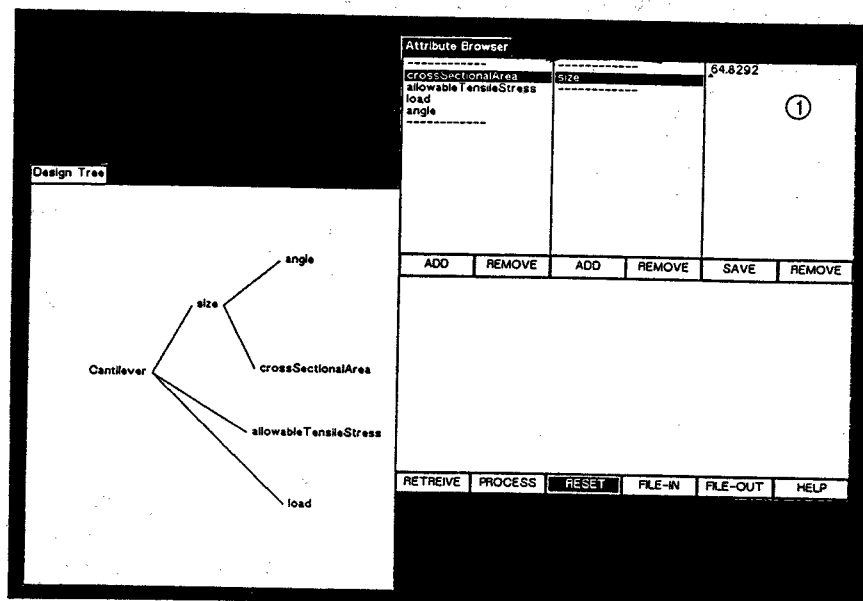 Attribute Browser
-------------
crossSectionalArea
allowableTensileStress
load
angle
-------------
-------------
size
-------------
64.8292
①
ADD REMOVE ADD REMOVE SAVE REMOVE
RETREIVE PROCESS RESET FILE-IN FILE-OUT HELP
Design Tree
angle
size
Cantilever
crossSectionalArea
allowableTensileStress
load